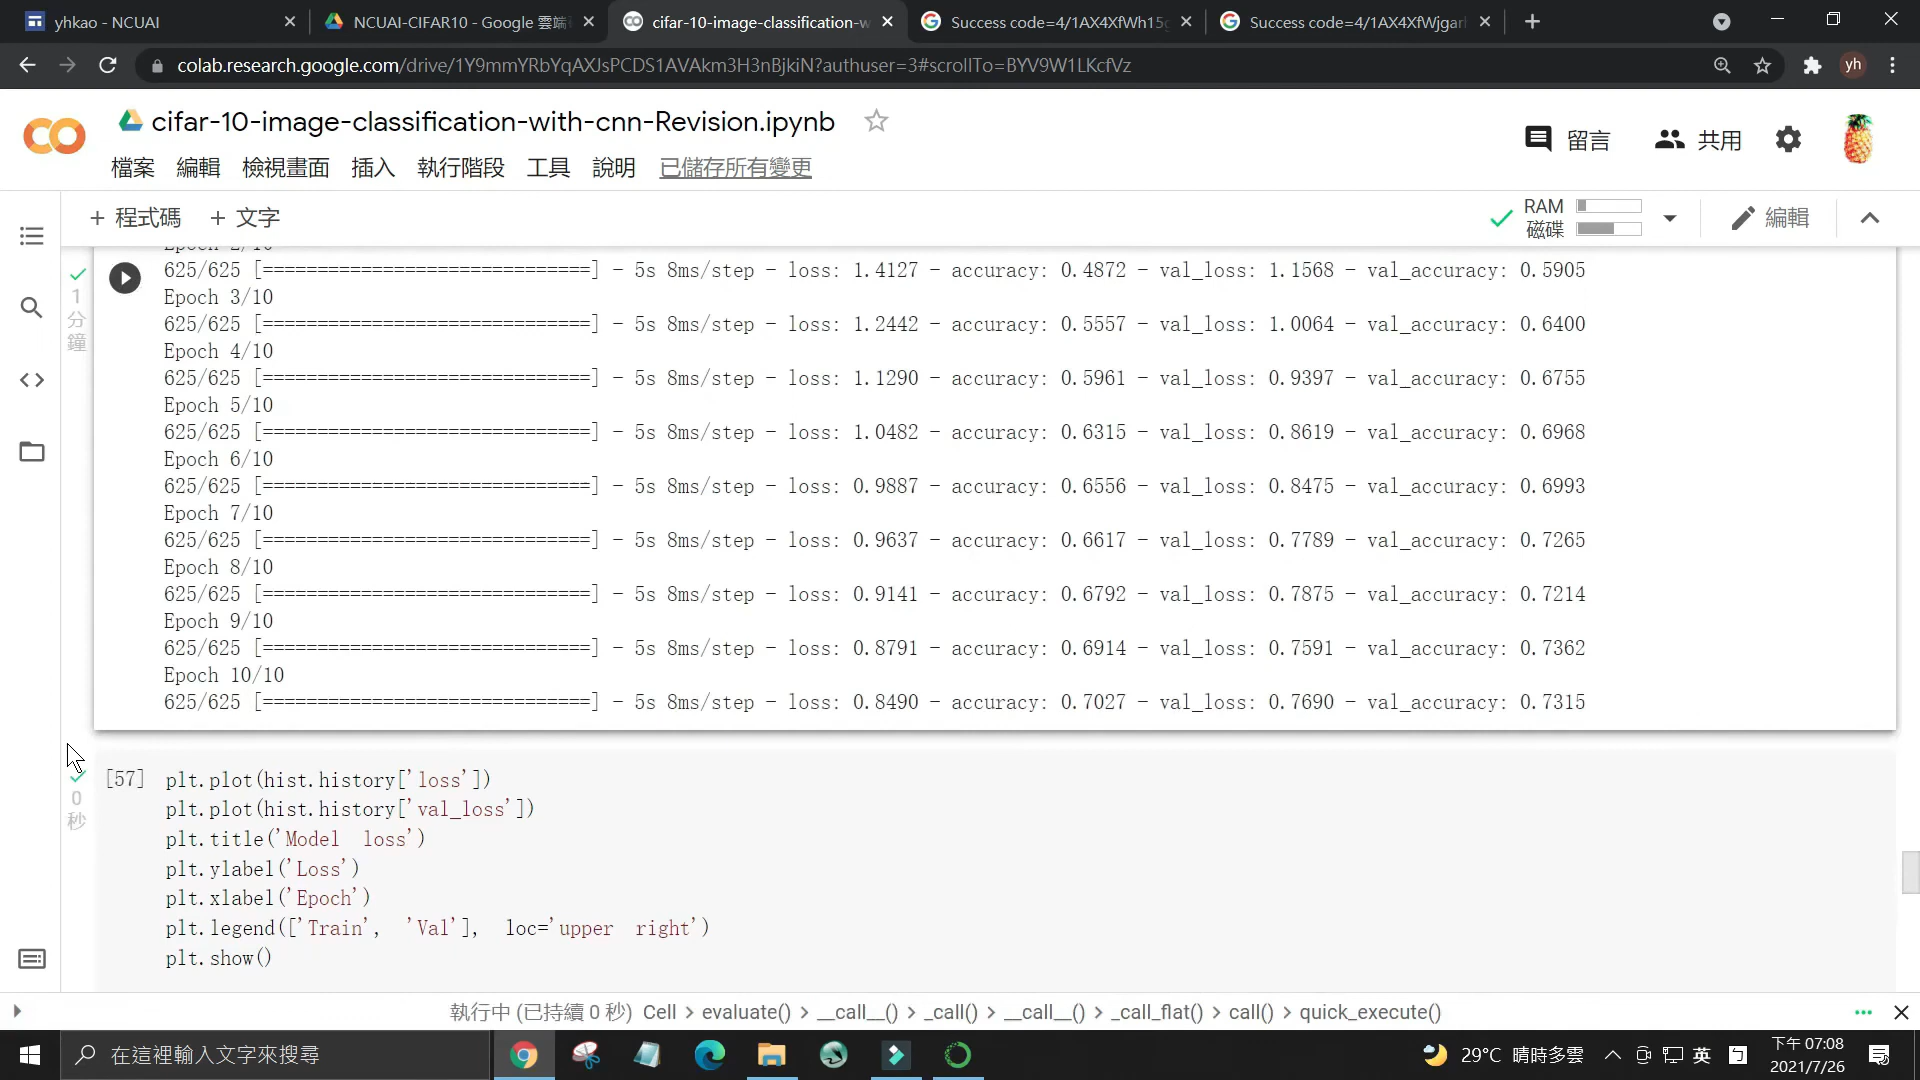 yhkao - NCUAI
NCUAI-CIFAR10 - Google 雲端
cifar-10-image-classification-w
Success code=4/1AX4XfWh15
Success code=4/1AX4XfWjgarl
colab.research.google.com/drive/1Y9mmYRbYqAXJsPCDS1AVAkm3H3nBjkiN?authuser=3#scrollTo=BYV9W1LKcfVz
yh
cifar-10-image-classification-with-cnn-Revision.ipynb
留言
共用
檔案 編輯 檢視畫面 插入 執行階段 工具 說明 已儲存所有變更
+ 程式碼 + 文字
RAM
磁碟
編輯
1
分
鐘
Epoch 2/10
625/625 [==============================] - 5s 8ms/step - loss: 1.4127 - accuracy: 0.4872 - val_loss: 1.1568 - val_accuracy: 0.5905
Epoch 3/10
625/625 [==============================] - 5s 8ms/step - loss: 1.2442 - accuracy: 0.5557 - val_loss: 1.0064 - val_accuracy: 0.6400
Epoch 4/10
625/625 [==============================] - 5s 8ms/step - loss: 1.1290 - accuracy: 0.5961 - val_loss: 0.9397 - val_accuracy: 0.6755
Epoch 5/10
625/625 [==============================] - 5s 8ms/step - loss: 1.0482 - accuracy: 0.6315 - val_loss: 0.8619 - val_accuracy: 0.6968
Epoch 6/10
625/625 [==============================] - 5s 8ms/step - loss: 0.9887 - accuracy: 0.6556 - val_loss: 0.8475 - val_accuracy: 0.6993
Epoch 7/10
625/625 [==============================] - 5s 8ms/step - loss: 0.9637 - accuracy: 0.6617 - val_loss: 0.7789 - val_accuracy: 0.7265
Epoch 8/10
625/625 [==============================] - 5s 8ms/step - loss: 0.9141 - accuracy: 0.6792 - val_loss: 0.7875 - val_accuracy: 0.7214
Epoch 9/10
625/625 [==============================] - 5s 8ms/step - loss: 0.8791 - accuracy: 0.6914 - val_loss: 0.7591 - val_accuracy: 0.7362
Epoch 10/10
625/625 [==============================] - 5s 8ms/step - loss: 0.8490 - accuracy: 0.7027 - val_loss: 0.7690 - val_accuracy: 0.7315
0
秒
[57] plt.plot(hist.history['loss'])
plt.plot(hist.history['val_loss'])
plt.title('Model loss')
plt.ylabel('Loss')
plt.xlabel('Epoch')
plt.legend(['Train', 'Val'], loc='upper right')
plt.show()
執行中 (已持續 0 秒) Cell > evaluate() > __call__() > _call() > __call__() > _call_flat() > call() > quick_execute()
在這裡輸入文字來搜尋
29°C 晴時多雲
英
下午 07:08
2021/7/26